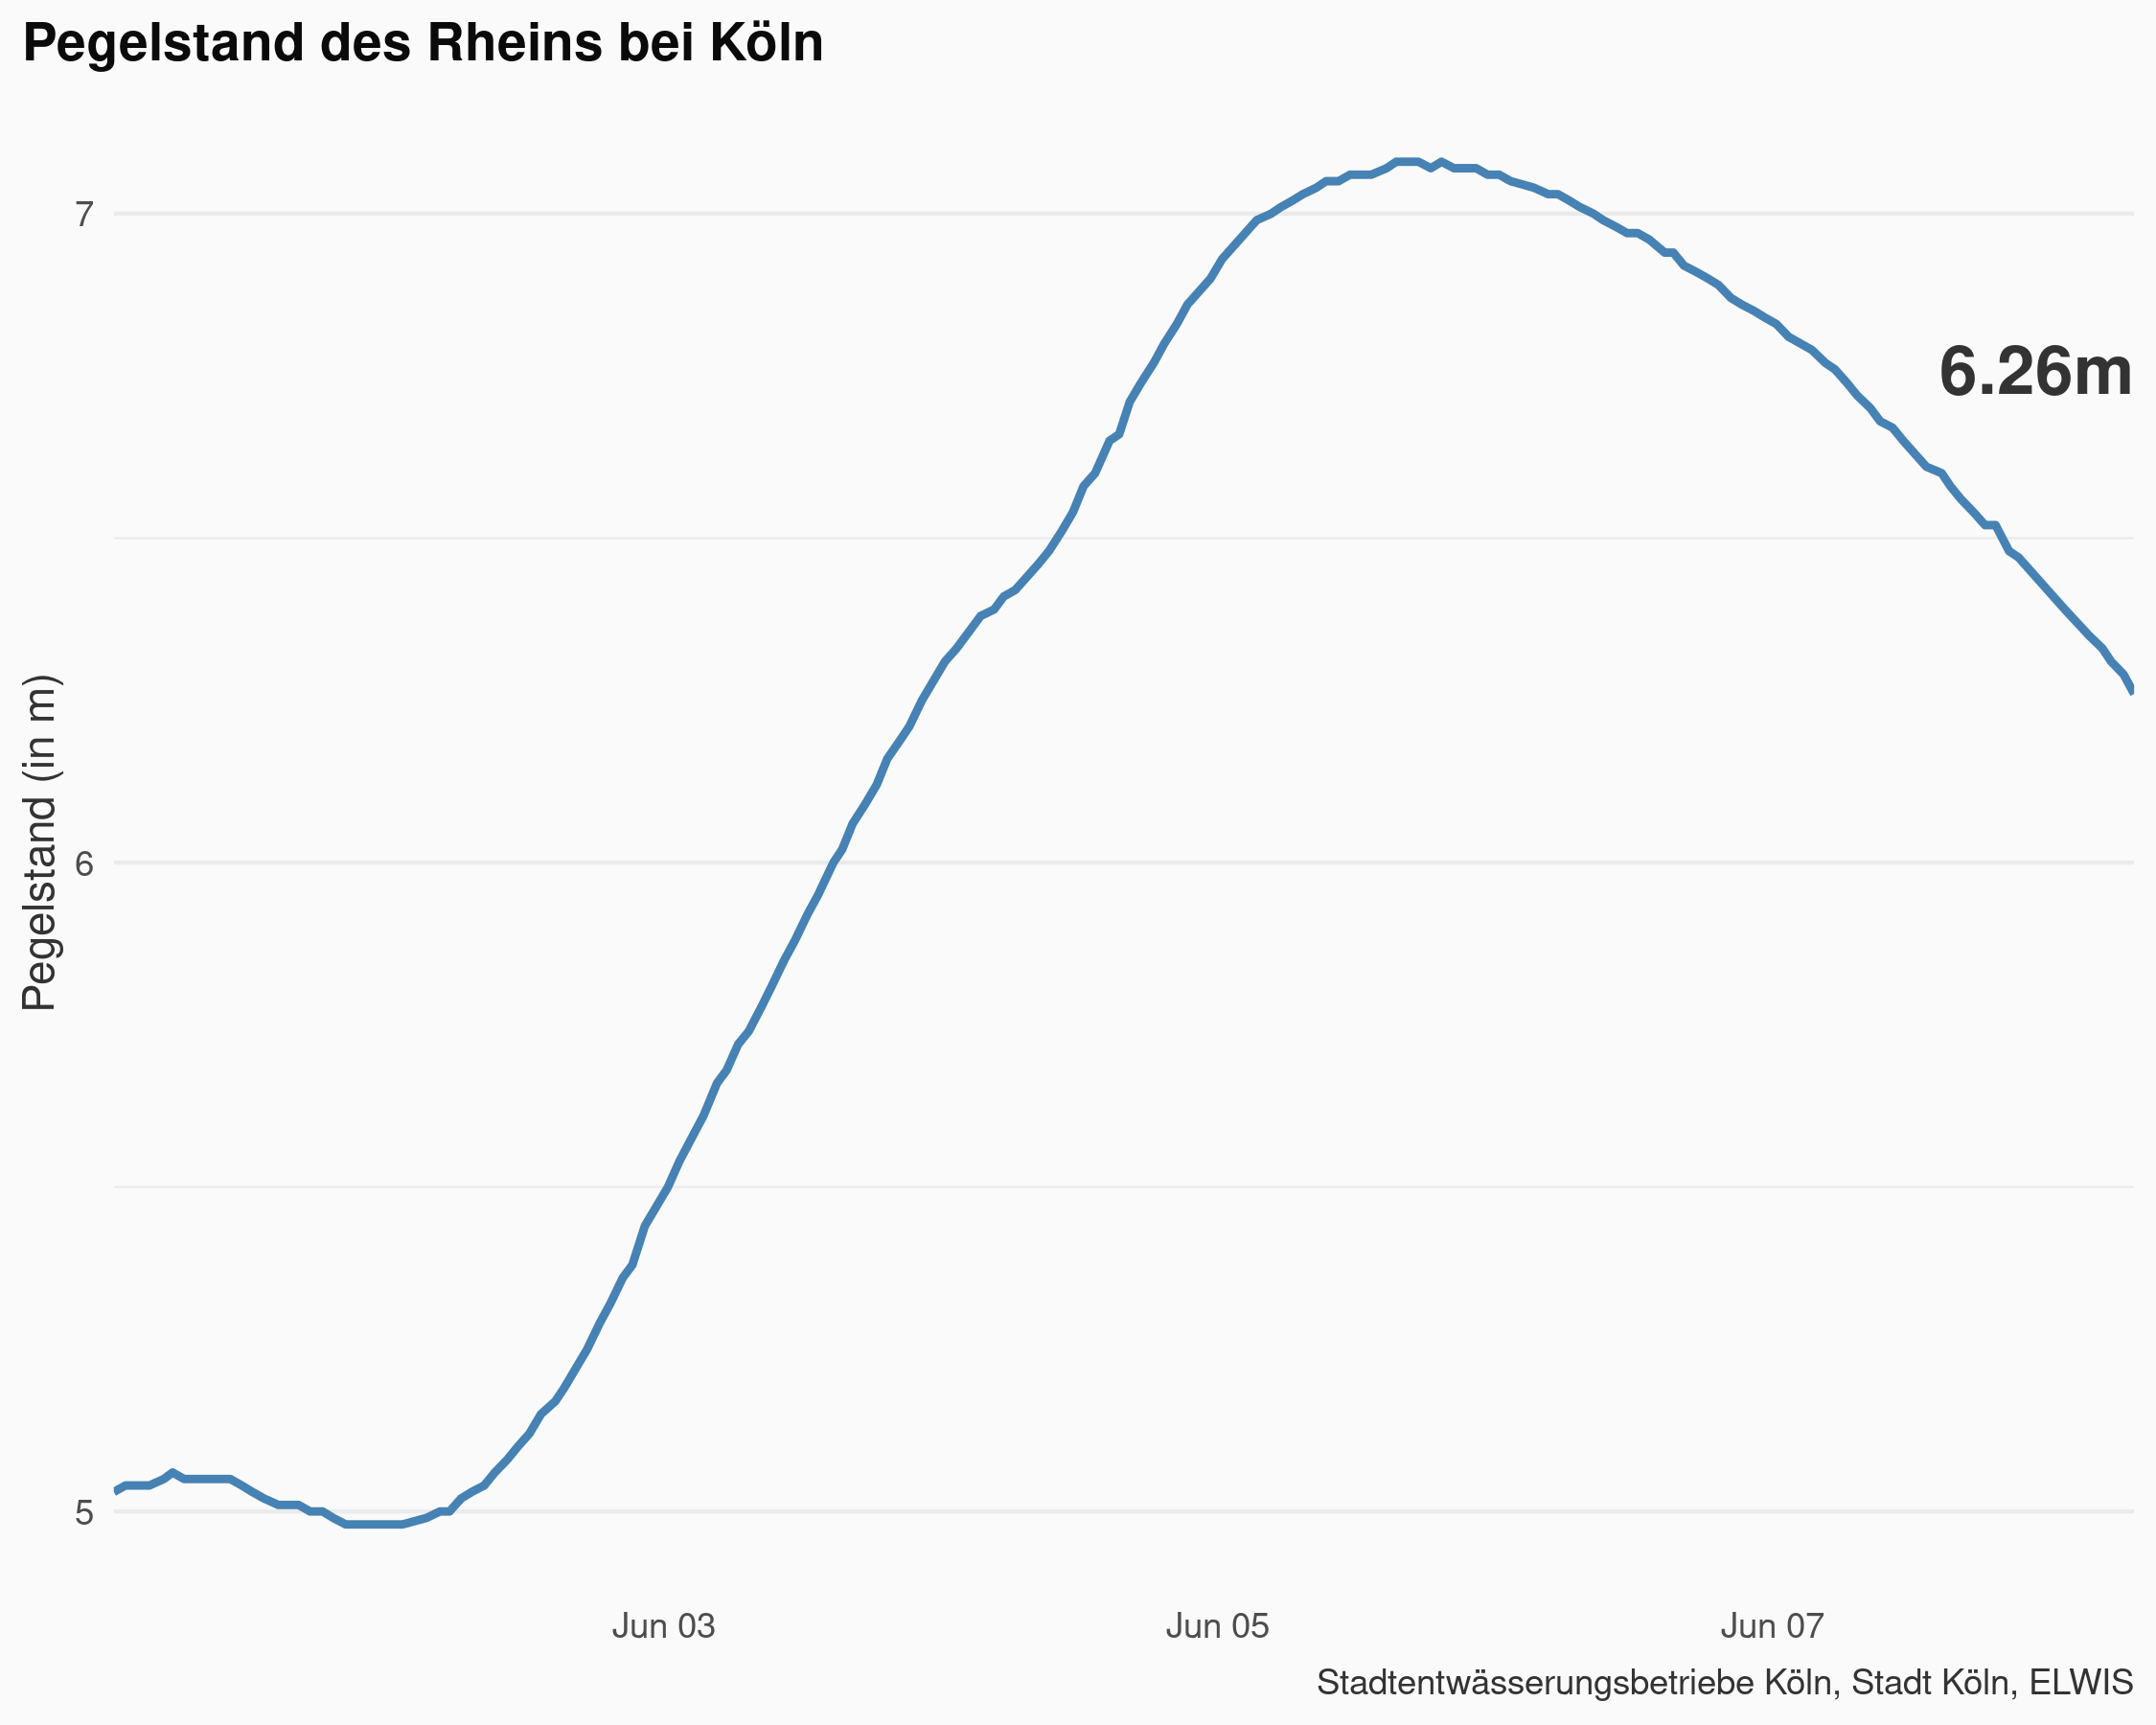 Pegelstand des Rheins bei Köln
7
6.26m
Pegelstand (in m)
6
5
Jun 03
Jun 05
Jun 07
Stadtentwässerungsbetriebe Köln, Stadt Köln, ELWIS